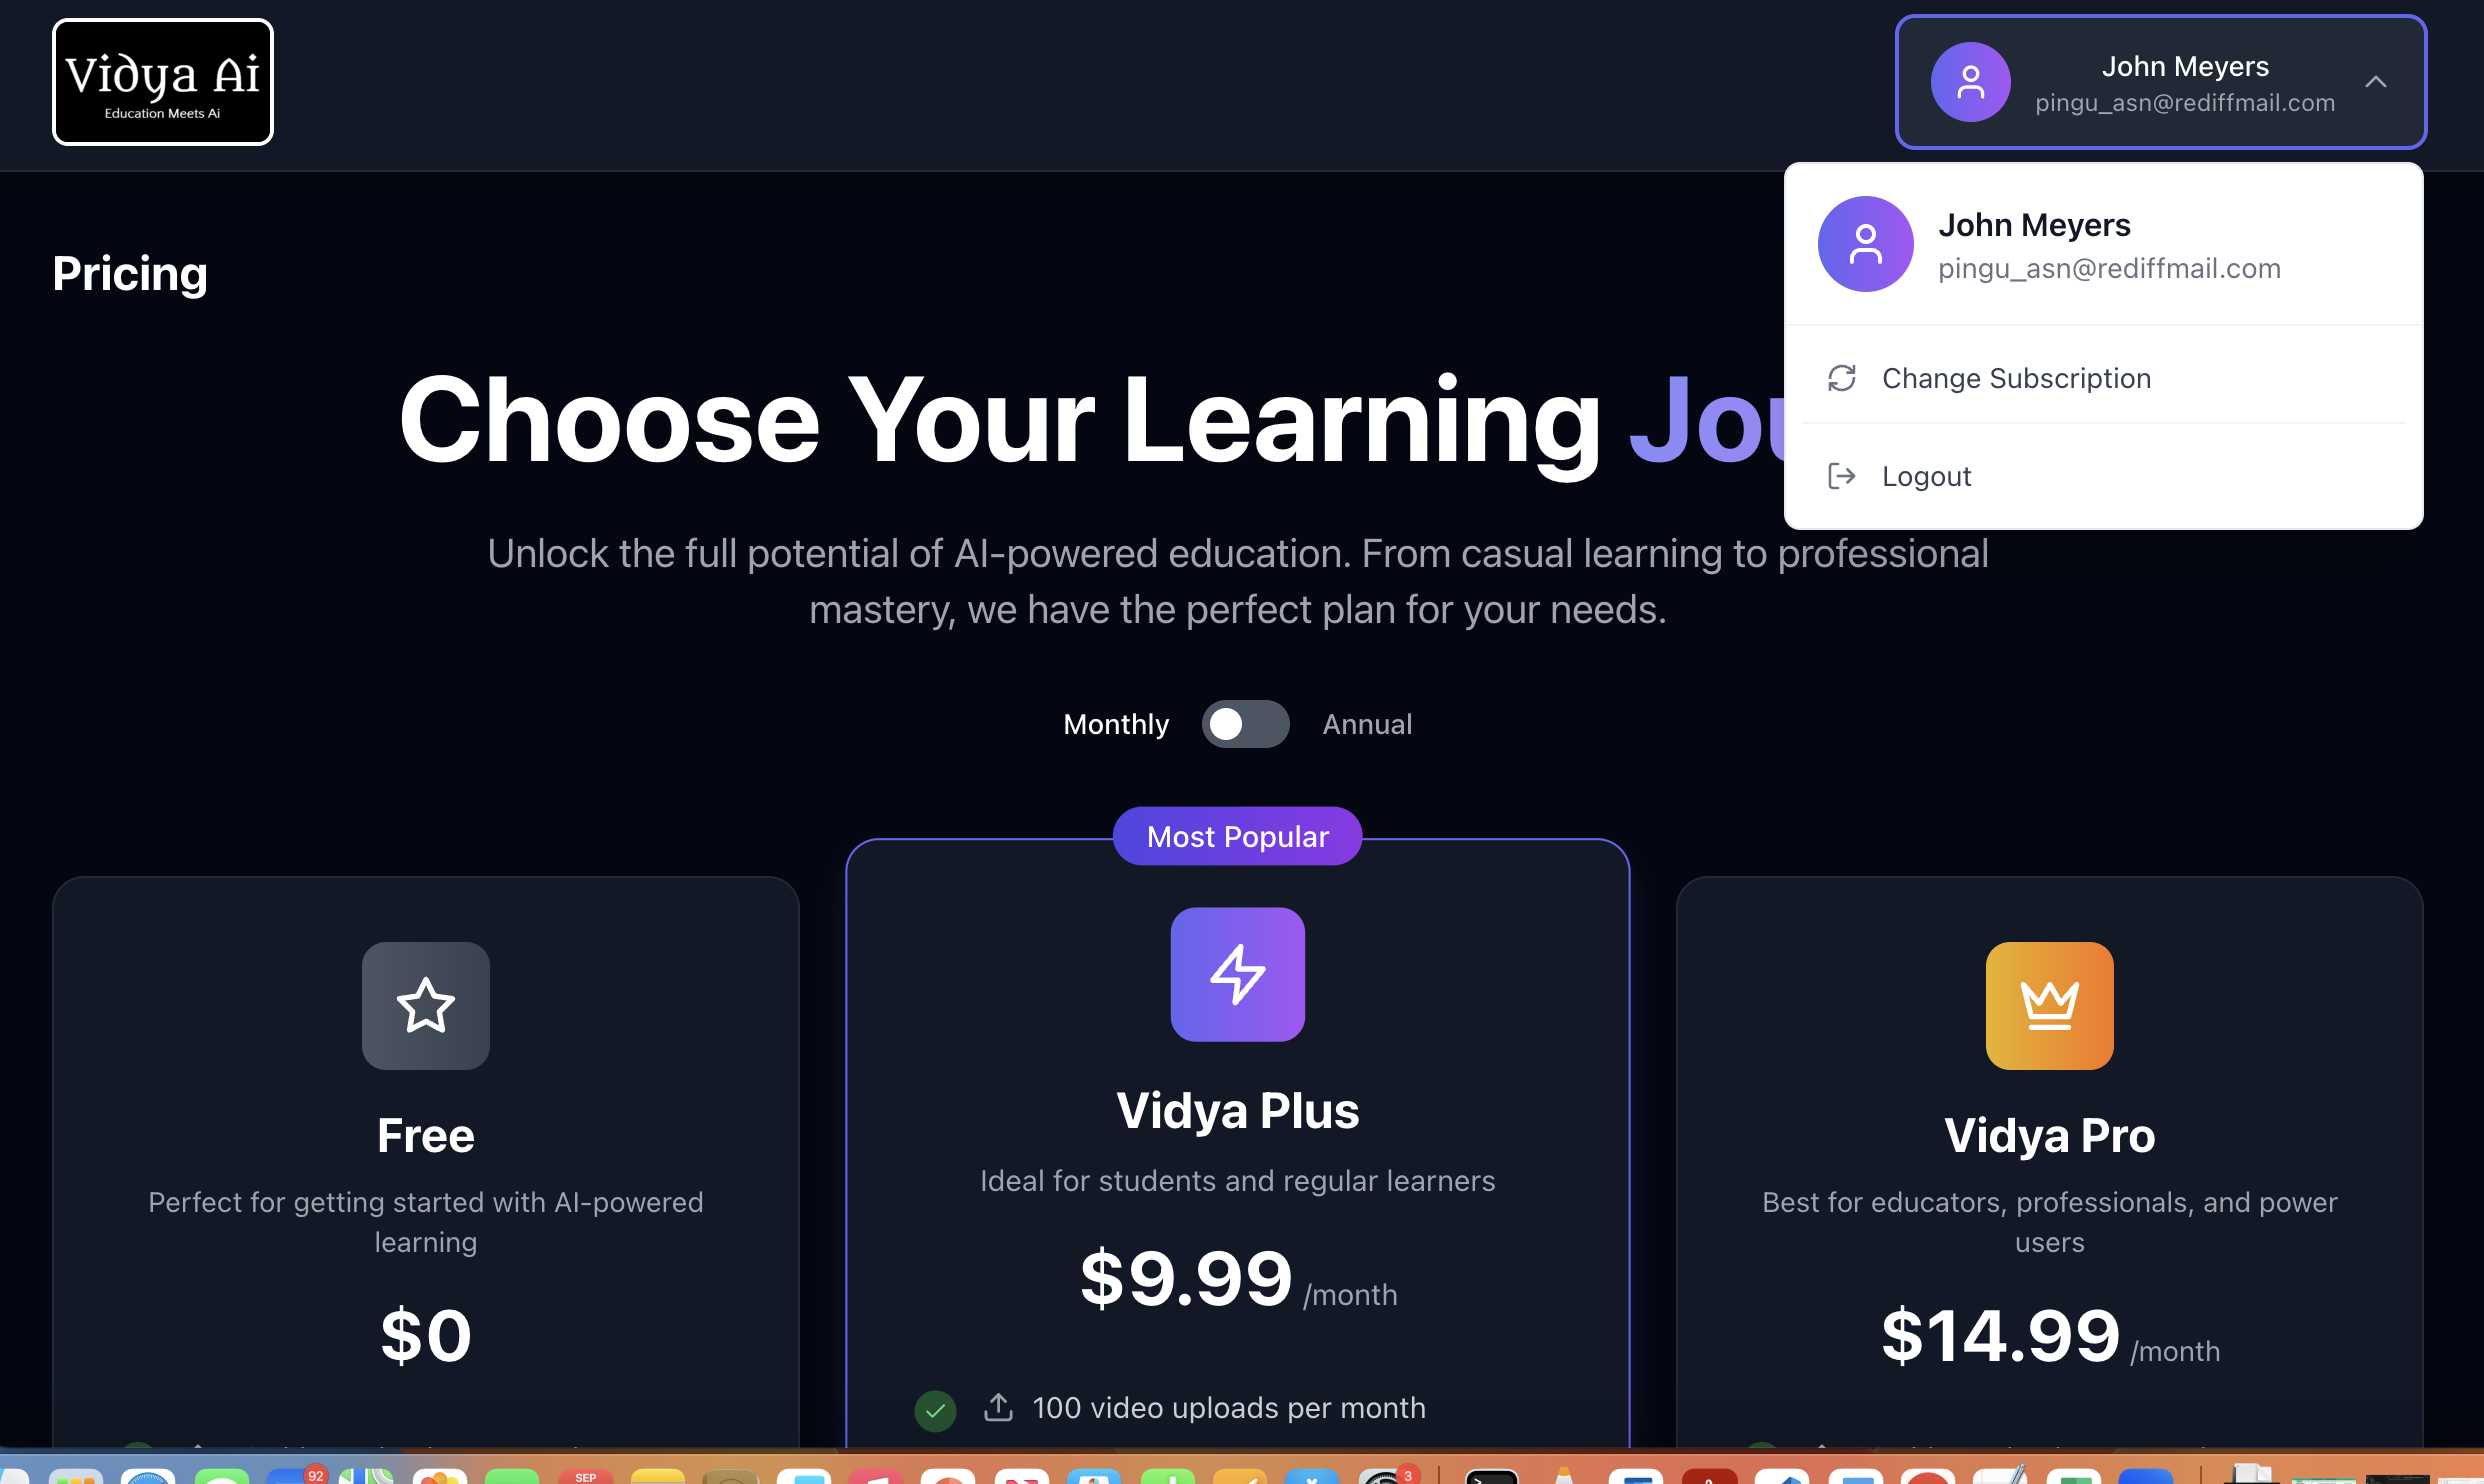 Vidya Ai
Education Meets Ai
John Meyers
pingu_asn@rediffmail.com
John Meyers
pingu_asn@rediffmail.com
Change Subscription
Logout
Pricing
Choose Your Learning Jou
Unlock the full potential of AI-powered education. From casual learning to professional
mastery, we have the perfect plan for your needs.
Monthly
Annual
Most Popular
Free
Perfect for getting started with AI-powered
learning
$0
Vidya Plus
Ideal for students and regular learners
$9.99 /month
100 video uploads per month
Vidya Pro
Best for educators, professionals, and power
users
$14.99 /month
92
SEP
3